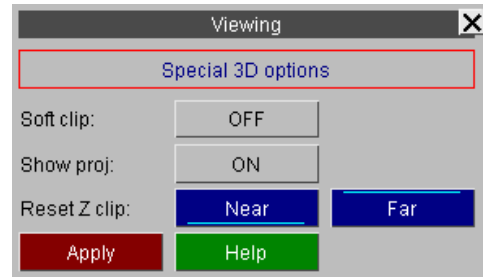 Viewing
Special 3D options
Soft clip: OFF
Show proj: ON
Reset Z clip: Near Far
Apply Help